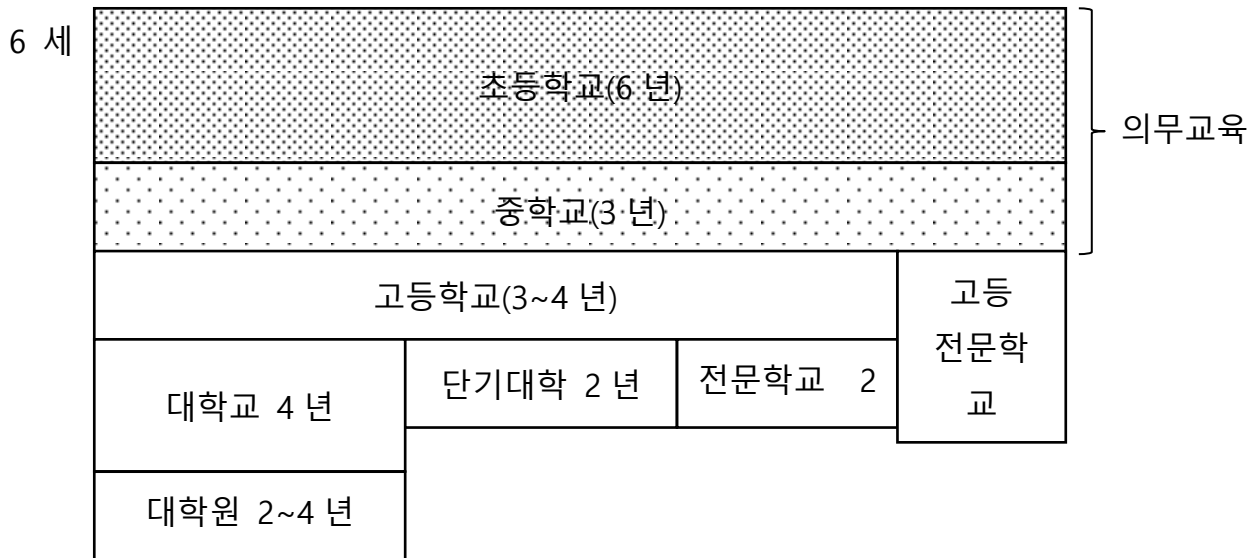 6 세
초등학교(6 년)
의무교육
중학교(3 년)
고등학교(3~4 년)
고등
전문학
교
대학교 4 년
단기대학 2 년
전문학교 2
대학원 2~4 년